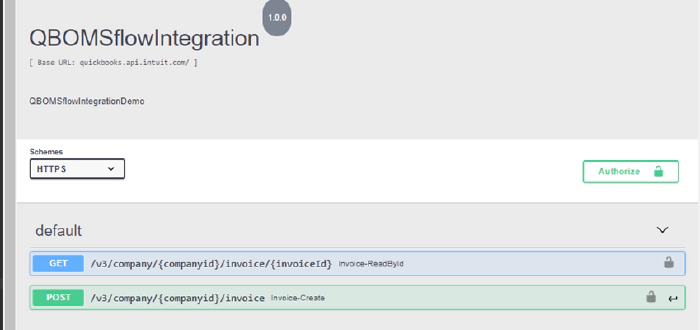 1.0.0
QBOMSflowIntegration
[ Base URL: quickbooks.api.intuit.com/ ]
QBOMSflowIntegrationDemo
Schemes
HTTPS
Authorize
default
GET /v3/company/{companyid}/invoice/{invoiceId} Invoice-ReadById
POST /v3/company/{companyid}/invoice Invoice-Create